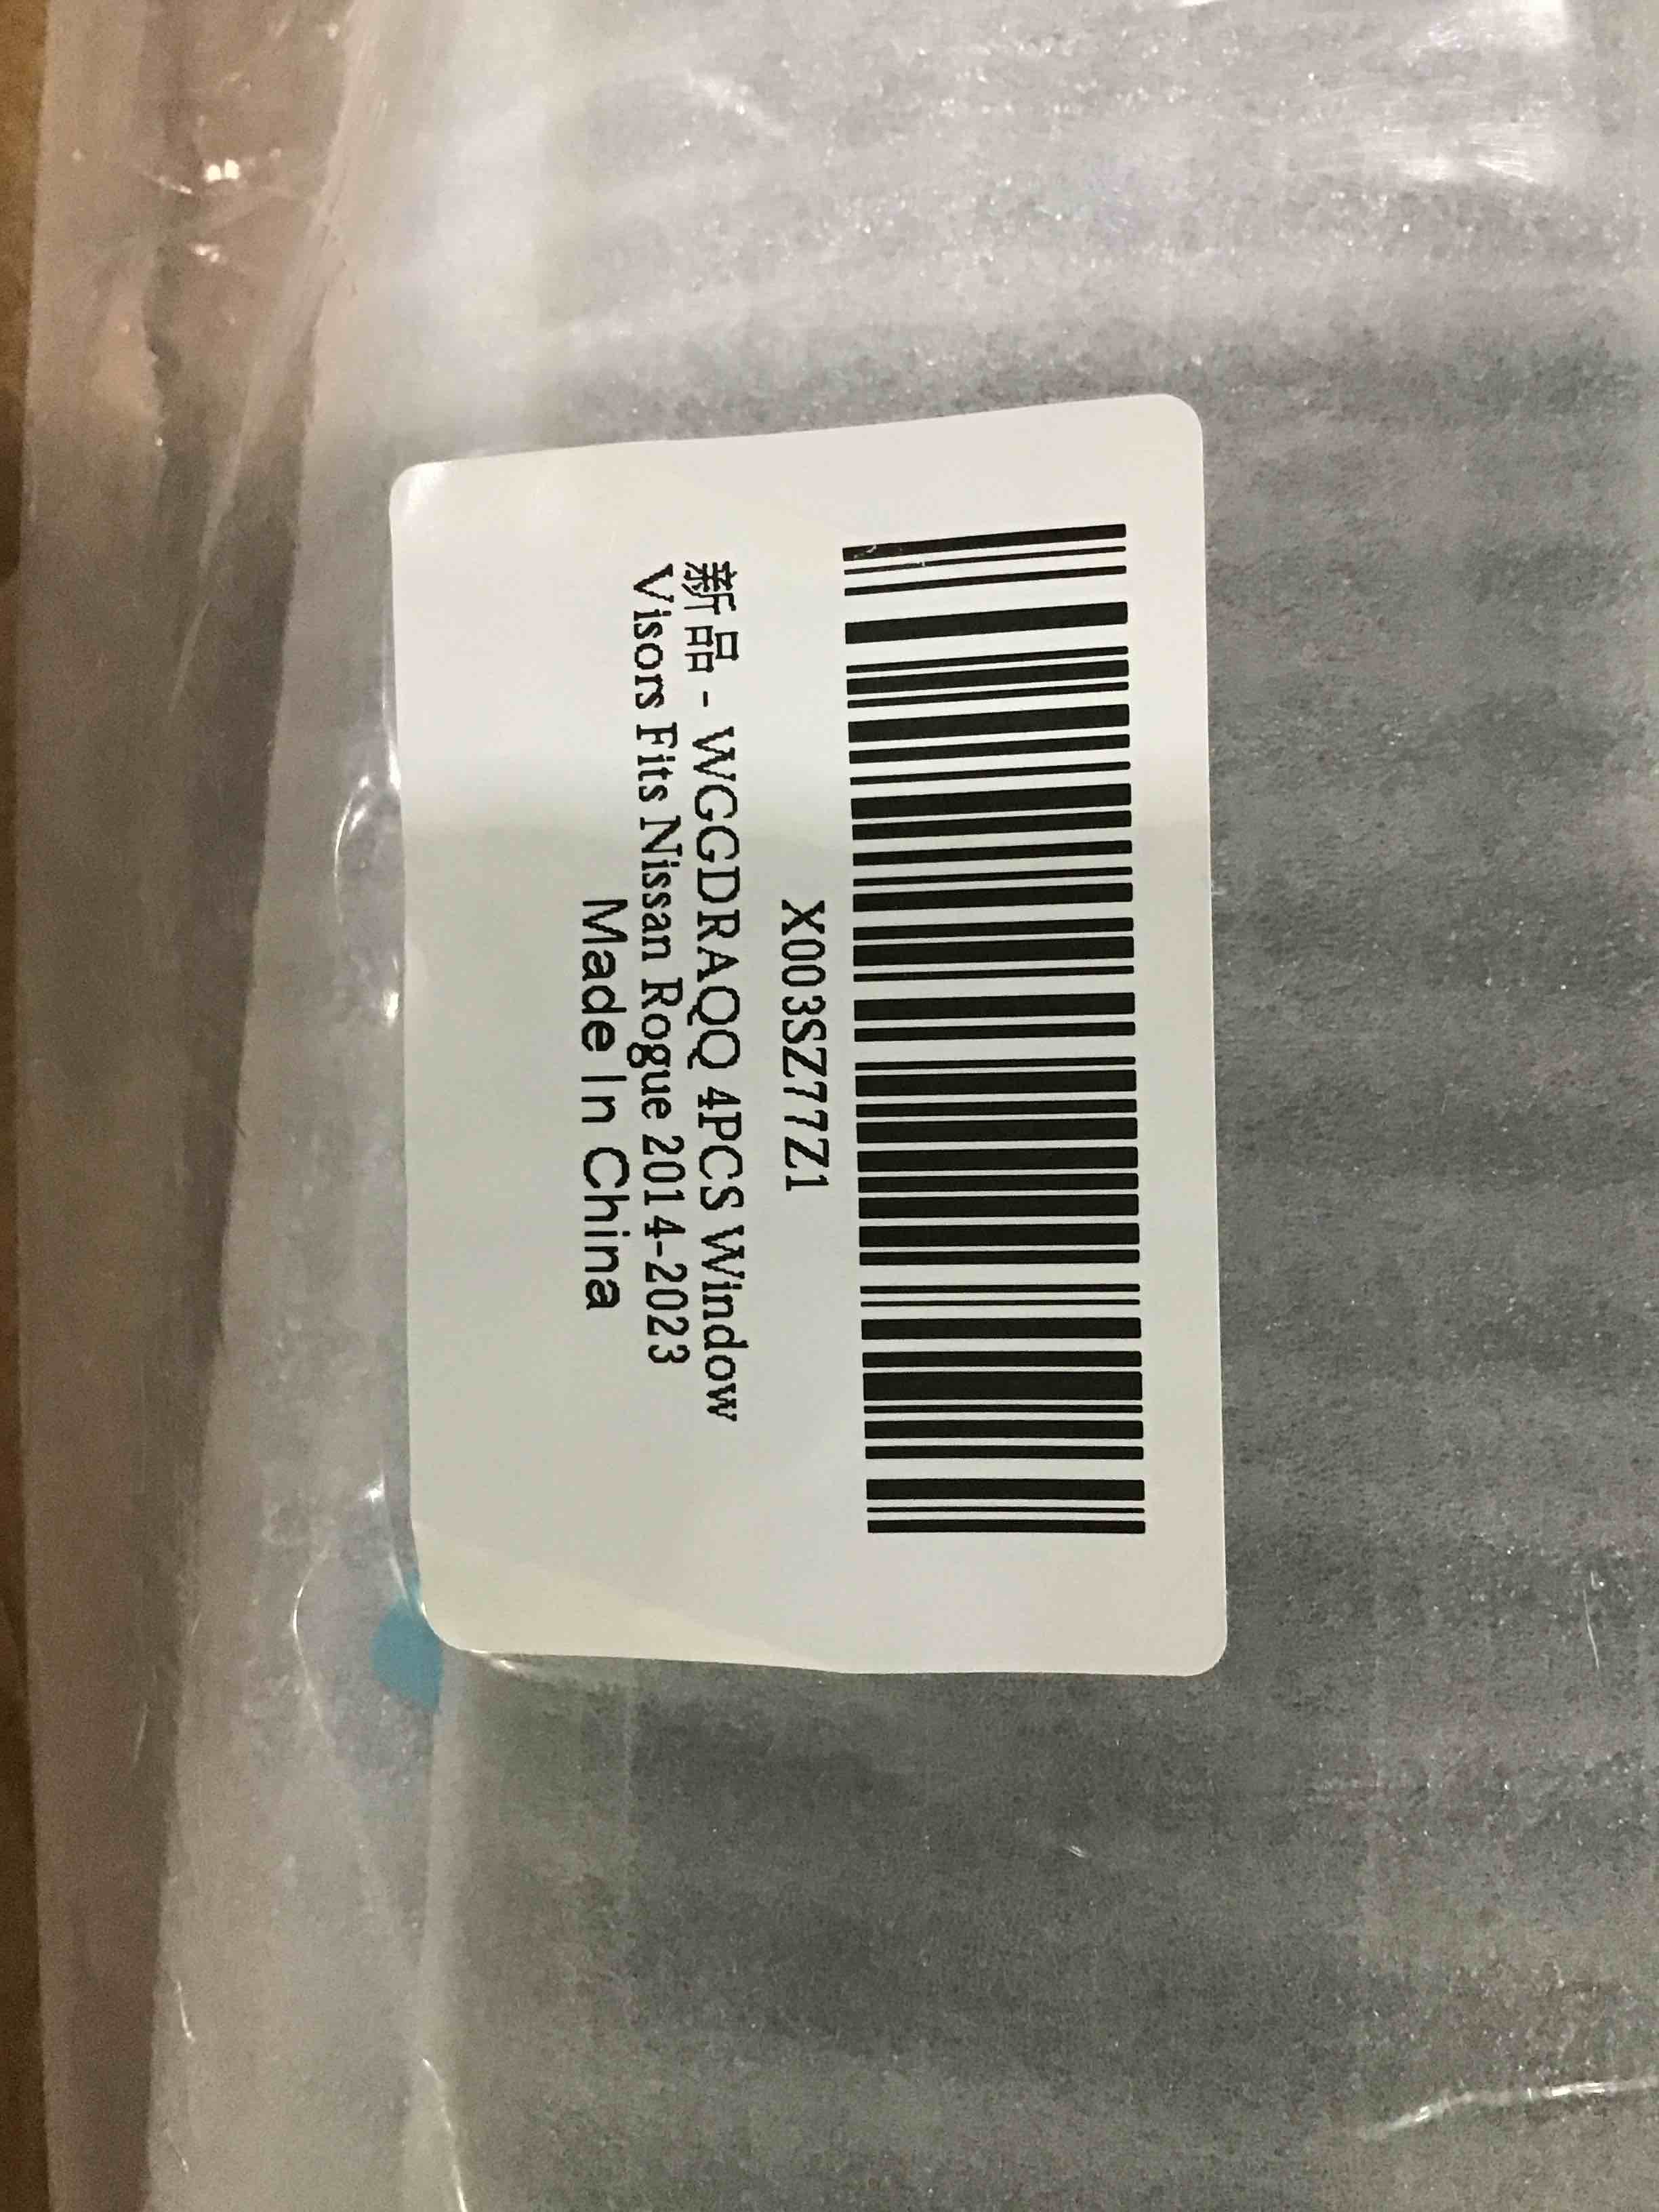 X003SZ77Z1
新品 - WGGDRAQQ 4PCS Window
Visors Fits Nissan Rogue 2014-2023
Made In China